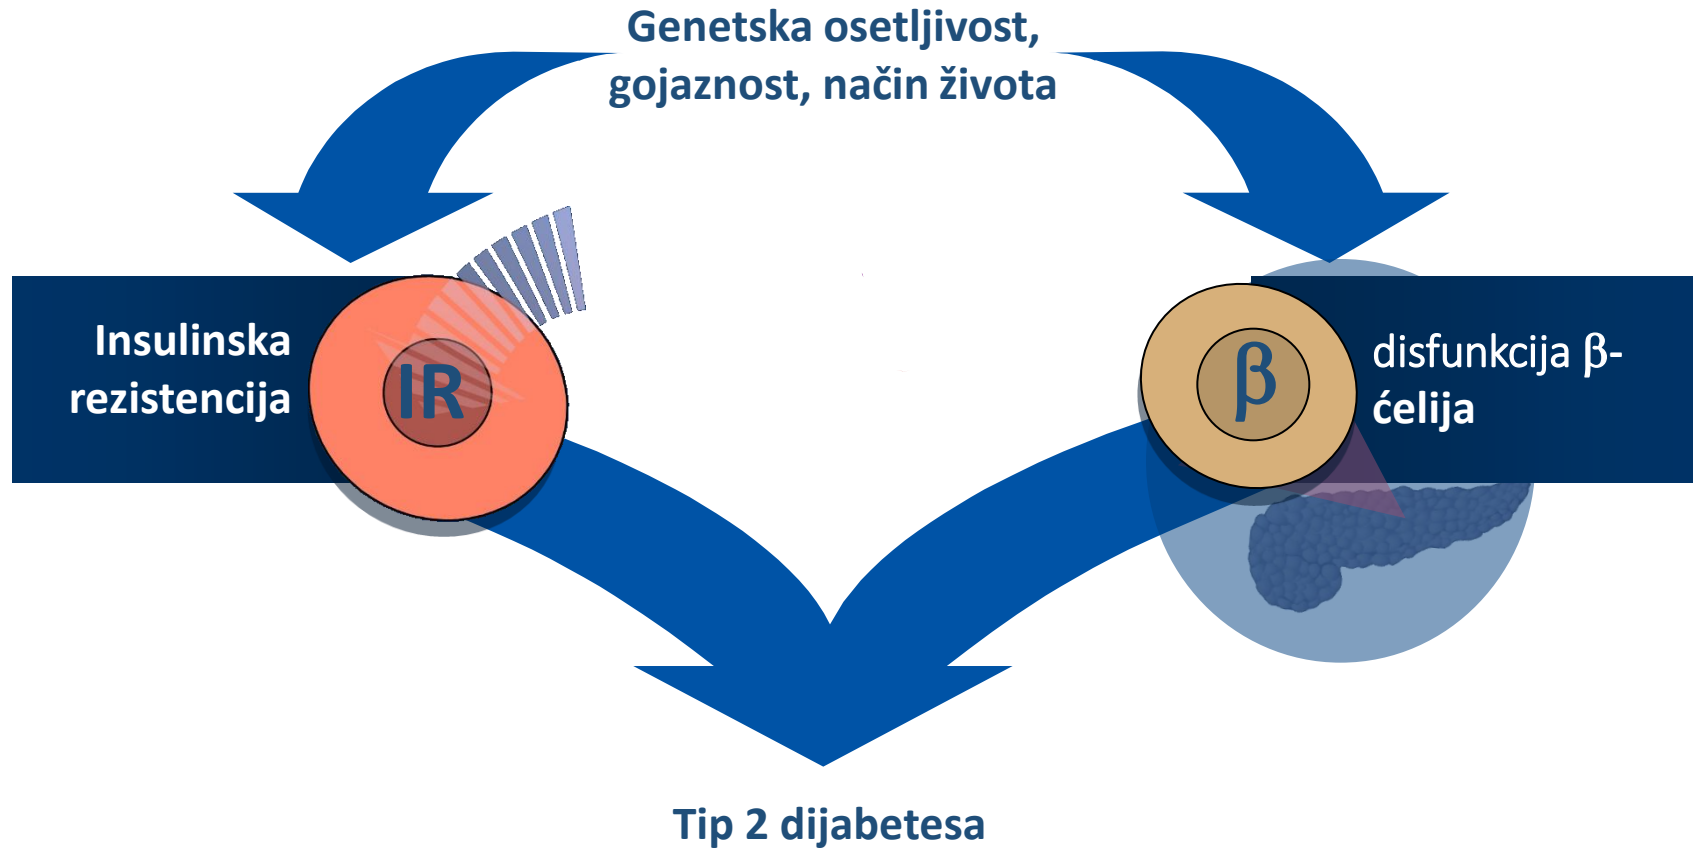 Genetska osetljivost,
gojaznost, način života
Insulinska
rezistencija
IR
β
disfunkcija β-
ćelija
Tip 2 dijabetesa